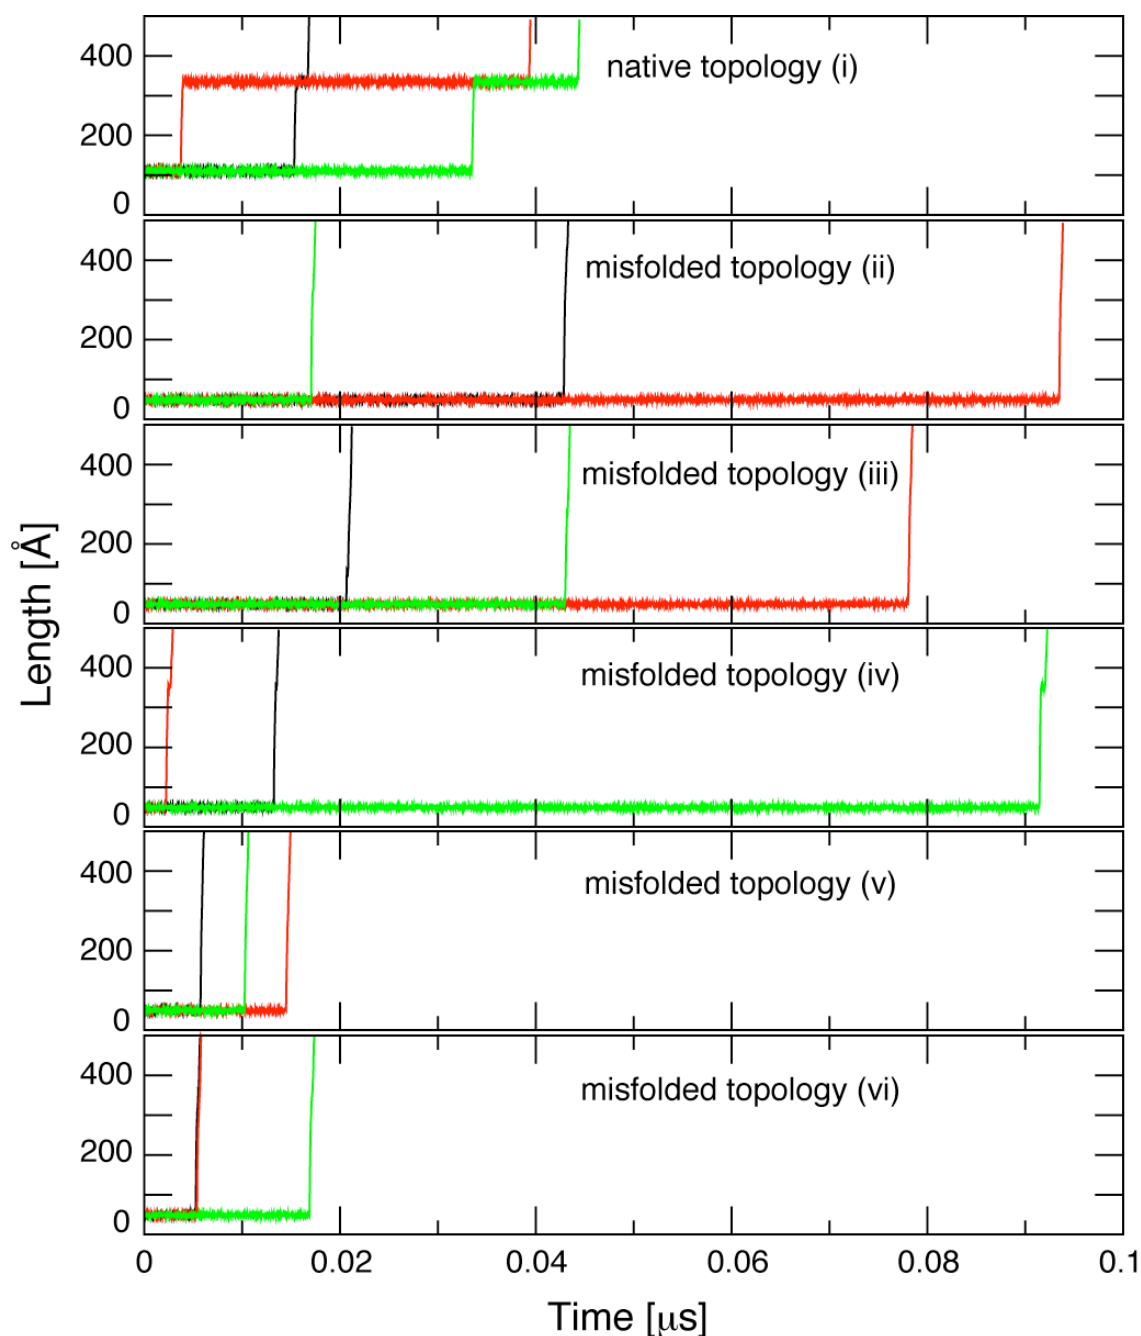 400
native topology (i)
200
0
400
misfolded topology (ii)
200
0
400
misfolded topology (iii)
200
0
Length [Å]
400
misfolded topology (iv)
200
0
400
misfolded topology (v)
200
0
400
misfolded topology (vi)
200
0
0 0.02 0.04 0.06 0.08 0.1
Time [μs]